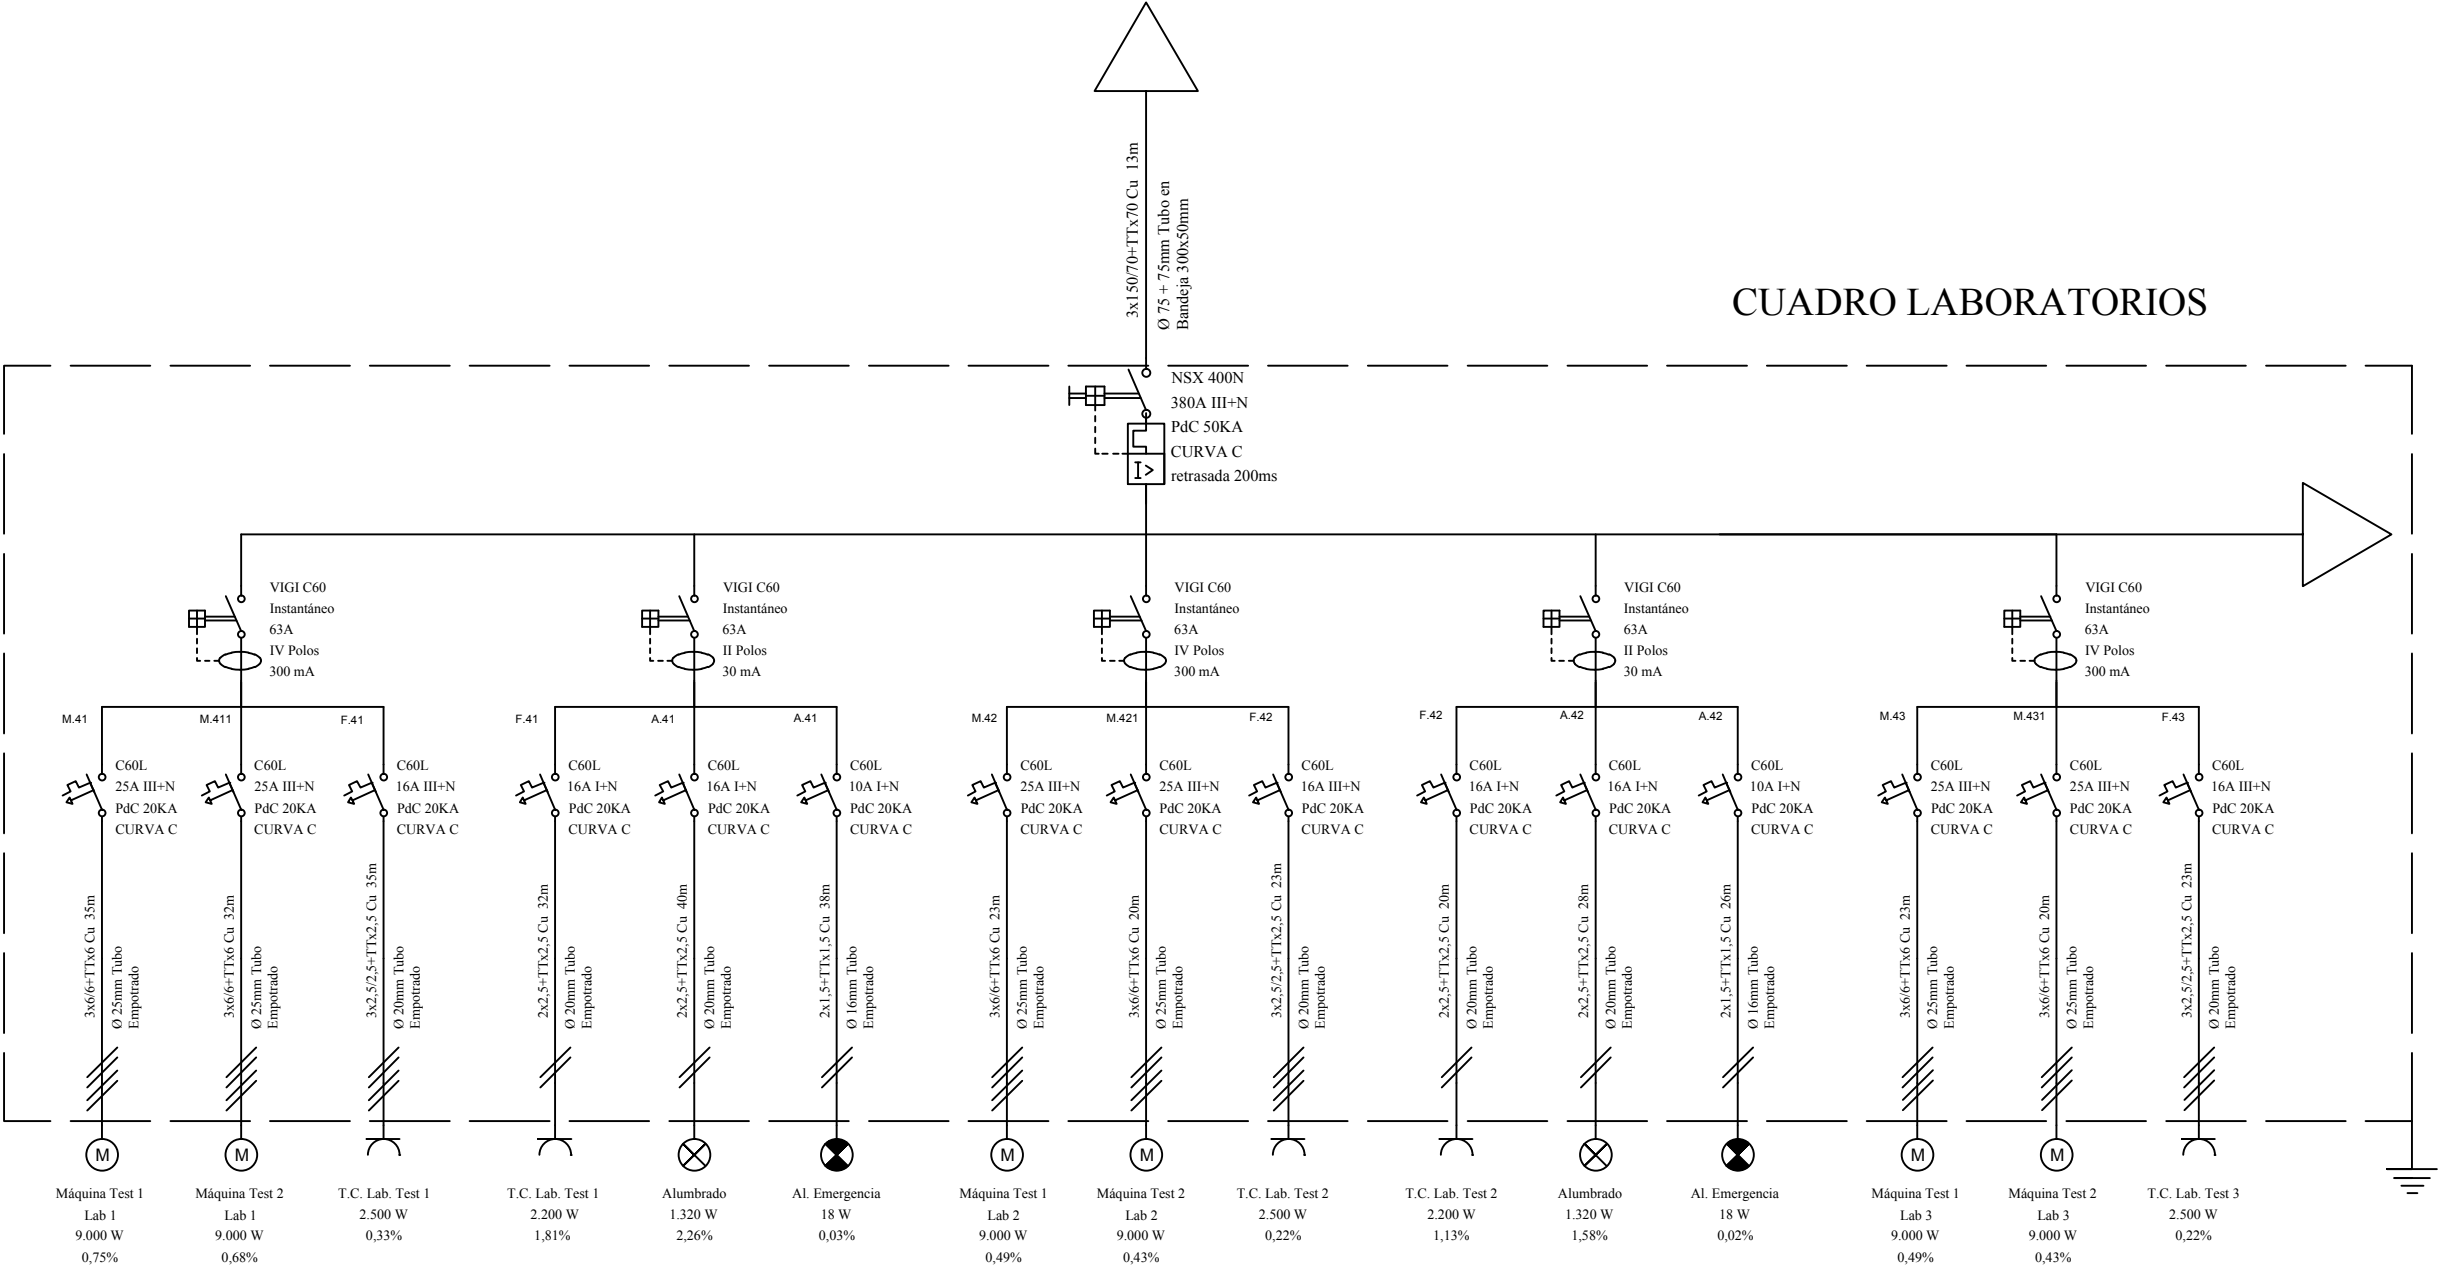 3x150/70+TTx70 Cu  13m
Ø 75 + 75mm Tubo en
Bandeja 300x50mm
CUADRO LABORATORIOS
NSX 400N
380A III+N
PdC 50KA
CURVA C
retrasada 200ms
I>
VIGI C60
Instantáneo
63A
IV Polos
300 mA
VIGI C60
Instantáneo
63A
II Polos
30 mA
VIGI C60
Instantáneo
63A
IV Polos
300 mA
VIGI C60
Instantáneo
63A
II Polos
30 mA
VIGI C60
Instantáneo
63A
IV Polos
300 mA
M.41
C60L
25A III+N
PdC 20KA
CURVA C
3x6/6+TTx6 Cu  35m
Ø 25mm Tubo
Empotrado
M
Máquina Test 1
Lab 1
9.000 W
0,75%
M.411
C60L
25A III+N
PdC 20KA
CURVA C
3x6/6+TTx6 Cu  32m
Ø 25mm Tubo
Empotrado
M
Máquina Test 2
Lab 1
9.000 W
0,68%
F.41
C60L
16A III+N
PdC 20KA
CURVA C
3x2,5/2,5+TTx2,5 Cu  35m
Ø 20mm Tubo
Empotrado
T.C. Lab. Test 1
2.500 W
0,33%
F.41
C60L
16A I+N
PdC 20KA
CURVA C
2x2,5+TTx2,5 Cu  32m
Ø 20mm Tubo
Empotrado
T.C. Lab. Test 1
2.200 W
1,81%
A.41
C60L
16A I+N
PdC 20KA
CURVA C
2x2,5+TTx2,5 Cu  40m
Ø 20mm Tubo
Empotrado
Alumbrado
1.320 W
2,26%
A.41
C60L
10A I+N
PdC 20KA
CURVA C
2x1,5+TTx1,5 Cu  38m
Ø 16mm Tubo
Empotrado
Al. Emergencia
18 W
0,03%
M.42
C60L
25A III+N
PdC 20KA
CURVA C
3x6/6+TTx6 Cu  23m
Ø 25mm Tubo
Empotrado
M
Máquina Test 1
Lab 2
9.000 W
0,49%
M.421
C60L
25A III+N
PdC 20KA
CURVA C
3x6/6+TTx6 Cu  20m
Ø 25mm Tubo
Empotrado
M
Máquina Test 2
Lab 2
9.000 W
0,43%
F.42
C60L
16A III+N
PdC 20KA
CURVA C
3x2,5/2,5+TTx2,5 Cu  23m
Ø 20mm Tubo
Empotrado
T.C. Lab. Test 2
2.500 W
0,22%
F.42
C60L
16A I+N
PdC 20KA
CURVA C
2x2,5+TTx2,5 Cu  20m
Ø 20mm Tubo
Empotrado
T.C. Lab. Test 2
2.200 W
1,13%
A.42
C60L
16A I+N
PdC 20KA
CURVA C
2x2,5+TTx2,5 Cu  28m
Ø 20mm Tubo
Empotrado
Alumbrado
1.320 W
1,58%
A.42
C60L
10A I+N
PdC 20KA
CURVA C
2x1,5+TTx1,5 Cu  26m
Ø 16mm Tubo
Empotrado
Al. Emergencia
18 W
0,02%
M.43
C60L
25A III+N
PdC 20KA
CURVA C
3x6/6+TTx6 Cu  23m
Ø 25mm Tubo
Empotrado
M
Máquina Test 1
Lab 3
9.000 W
0,49%
M.431
C60L
25A III+N
PdC 20KA
CURVA C
3x6/6+TTx6 Cu  20m
Ø 25mm Tubo
Empotrado
M
Máquina Test 2
Lab 3
9.000 W
0,43%
F.43
C60L
16A III+N
PdC 20KA
CURVA C
3x2,5/2,5+TTx2,5 Cu  23m
Ø 20mm Tubo
Empotrado
T.C. Lab. Test 3
2.500 W
0,22%